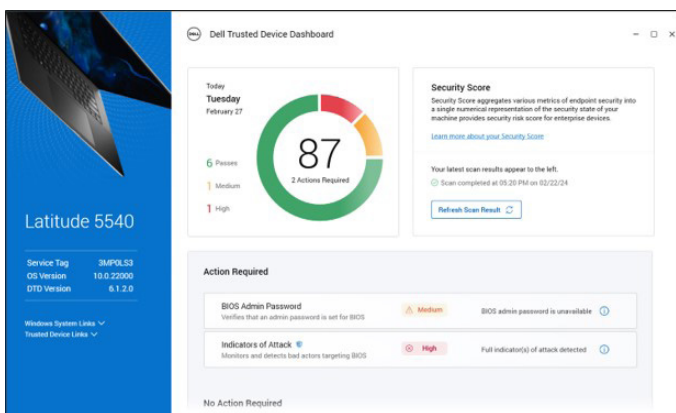 DELL
Dell Trusted Device Dashboard
Today
Tuesday
February 27
6 Passes
1 Medium
1 High
87
2 Actions Required
Security Score
Security Score aggregates various metrics of endpoint security into
a single numerical representation of the security state of your
machine provides security risk score for enterprise devices.
Learn more about your Security Score
Your latest scan results appear to the left.
Scan completed at 05:20 PM on 02/22/24
Refresh Scan Result
Latitude 5540
Service Tag 3MP0LS3
OS Version 10.0.22000
DTD Version 6.1.2.0
Windows System Links
Trusted Device Links
Action Required
BIOS Admin Password
Verifies that an admin password is set for BIOS
Medium
BIOS admin password is unavailable
Indicators of Attack
Monitors and detects bad actors targeting BIOS
High
Full indicator(s) of attack detected
No Action Required